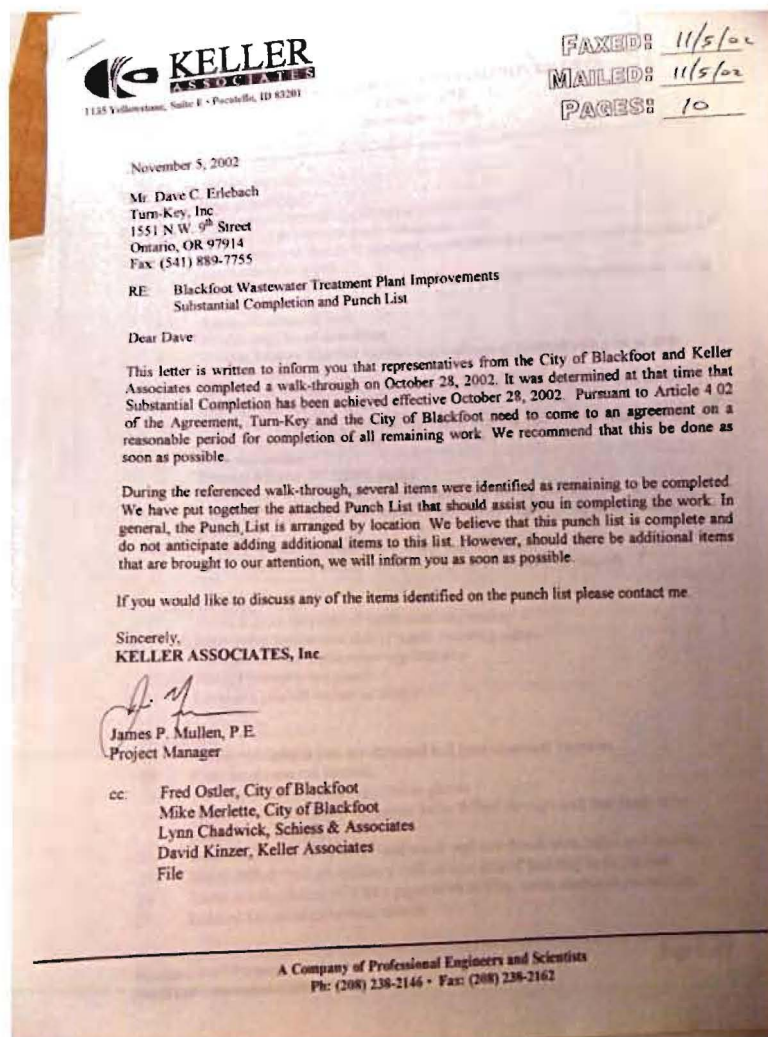 KELLER
ASSOCIATES
1135 Yellowstone, Suite E • Pocatello, ID 83201
FAXED: 11/5/02
MAILED: 11/5/02
PAGES: 10
November 5, 2002
Mr. Dave C. Erlebach
Turn-Key, Inc
1551 N.W. 9th Street
Ontario, OR 97914
Fax: (541) 889-7755
RE: Blackfoot Wastewater Treatment Plant Improvements
Substantial Completion and Punch List
Dear Dave
This letter is written to inform you that representatives from the City of Blackfoot and Keller
Associates completed a walk-through on October 28, 2002. It was determined at that time that
Substantial Completion has been achieved effective October 28, 2002. Pursuant to Article 4.02
of the Agreement, Turn-Key and the City of Blackfoot need to come to an agreement on a
reasonable period for completion of all remaining work. We recommend that this be done as
soon as possible.
During the referenced walk-through, several items were identified as remaining to be completed.
We have put together the attached Punch List that should assist you in completing the work. In
general, the Punch List is arranged by location. We believe that this punch list is complete and
do not anticipate adding additional items to this list. However, should there be additional items
that are brought to our attention, we will inform you as soon as possible.
If you would like to discuss any of the items identified on the punch list please contact me.
Sincerely,
KELLER ASSOCIATES, Inc.
James P. Mullen, P.E.
Project Manager
cc: Fred Ostler, City of Blackfoot
Mike Merlette, City of Blackfoot
Lynn Chadwick, Schiess & Associates
David Kinzer, Keller Associates
File
A Company of Professional Engineers and Scientists
Ph: (208) 238-2146 • Fax: (208) 238-2162